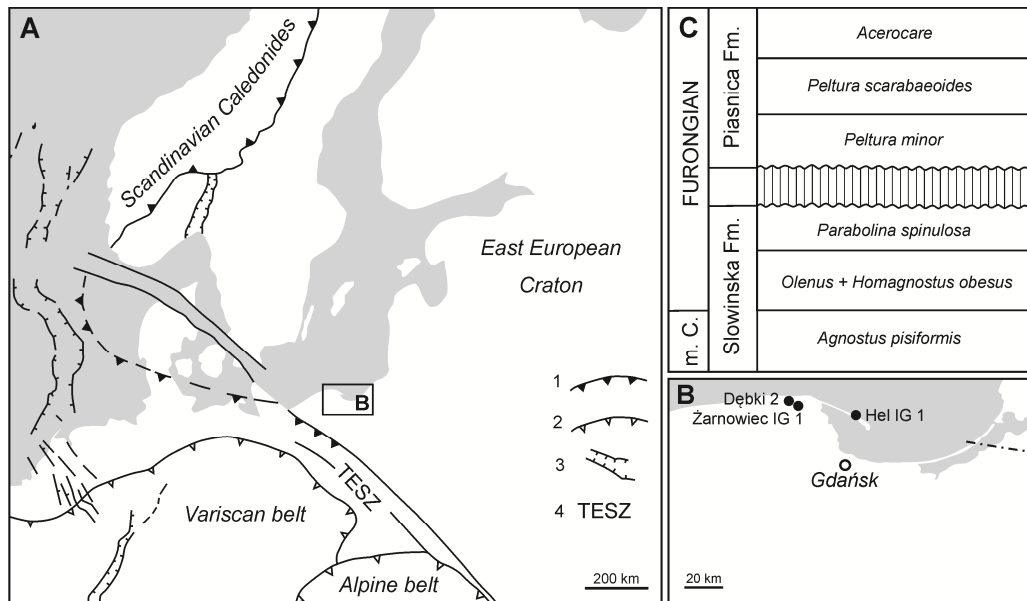 A
Scandinavian Caledonides
East European
Craton
B
1
2
3
4 TESZ
TESZ
Variscan belt
Alpine belt
200 km
C
FURONGIAN
m. C.
Piasnica Fm.
Slowinska Fm.
Acerocare
Peltura scarabaeoides
Peltura minor
Parabolina spinulosa
Olenus + Homagnostus obesus
Agnostus pisiformis
B
Dębki 2
Żarnowiec IG 1
Hel IG 1
Gdańsk
20 km